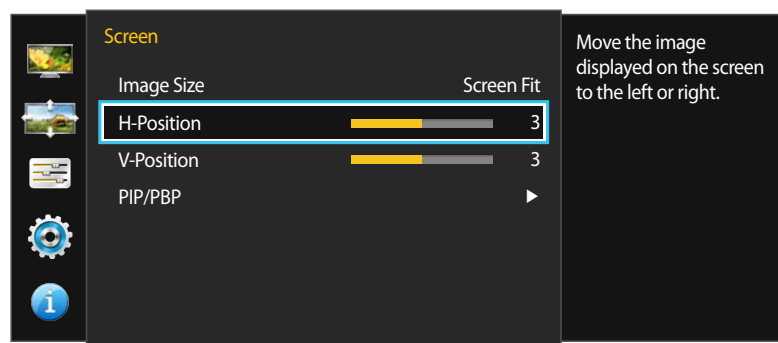 Screen
Image Size Screen Fit
H-Position 3
V-Position 3
PIP/PBP
Move the image
displayed on the screen
to the left or right.